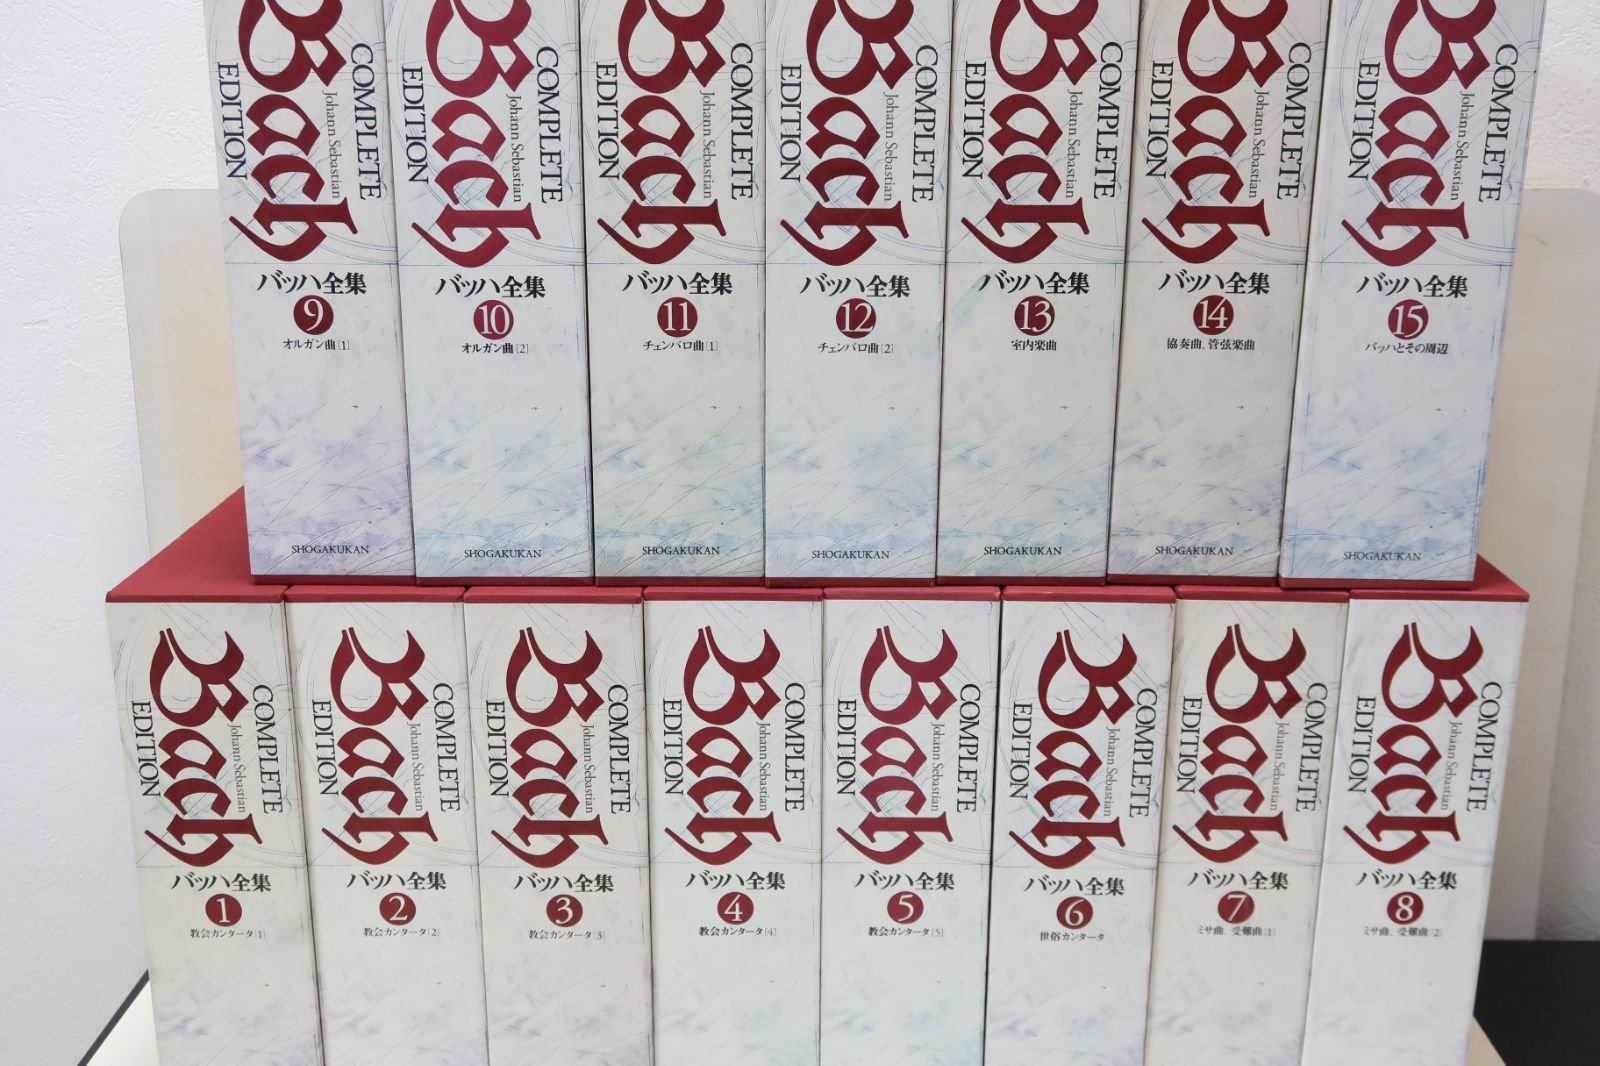 Bach
COMPLETE
EDITION
Johann Sebastian
バッハ全集
9
オルガン曲[1]
SHOGAKUKAN
Bach
COMPLETE
EDITION
Johann Sebastian
バッハ全集
10
オルガン曲[2]
SHOGAKUKAN
Bach
COMPLETE
EDITION
Johann Sebastian
バッハ全集
11
チェンバロ曲[1]
SHOGAKUKAN
Bach
COMPLETE
EDITION
Johann Sebastian
バッハ全集
12
チェンバロ曲[2]
SHOGAKUKAN
Bach
COMPLETE
EDITION
Johann Sebastian
バッハ全集
13
室内楽曲
SHOGAKUKAN
Bach
COMPLETE
EDITION
Johann Sebastian
バッハ全集
14
協奏曲、管弦楽曲
SHOGAKUKAN
Bach
COMPLETE
EDITION
Johann Sebastian
バッハ全集
15
バッハとその周辺
SHOGAKUKAN
Bach
COMPLETE
EDITION
Johann Sebastian
バッハ全集
1
教会カンタータ[1]
Bach
COMPLETE
EDITION
Johann Sebastian
バッハ全集
2
教会カンタータ[2]
Bach
COMPLETE
EDITION
Johann Sebastian
バッハ全集
3
教会カンタータ[3]
Bach
COMPLETE
EDITION
Johann Sebastian
バッハ全集
4
教会カンタータ[4]
Bach
COMPLETE
EDITION
Johann Sebastian
バッハ全集
5
教会カンタータ[5]
Bach
COMPLETE
EDITION
Johann Sebastian
バッハ全集
6
世俗カンタータ
Bach
COMPLETE
EDITION
Johann Sebastian
バッハ全集
7
ミサ曲、受難曲[1]
Bach
COMPLETE
EDITION
Johann Sebastian
バッハ全集
8
ミサ曲、受難曲[2]